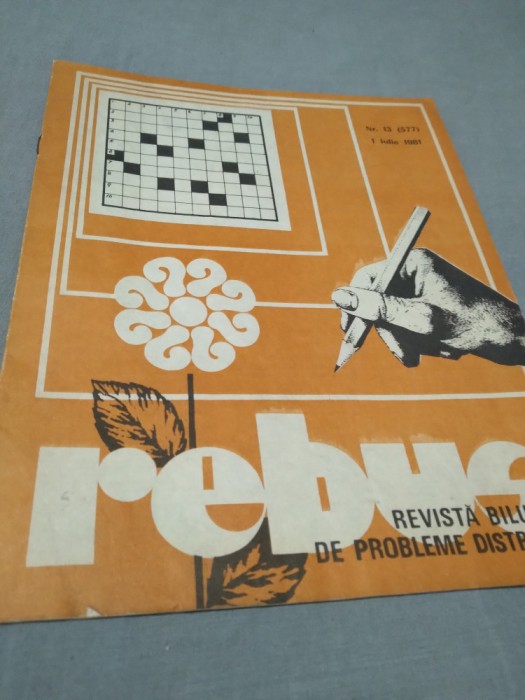 Nr. 13 (577)
1 Iulie 1981
rebus
REVISTĂ BILU
DE PROBLEME DISTR